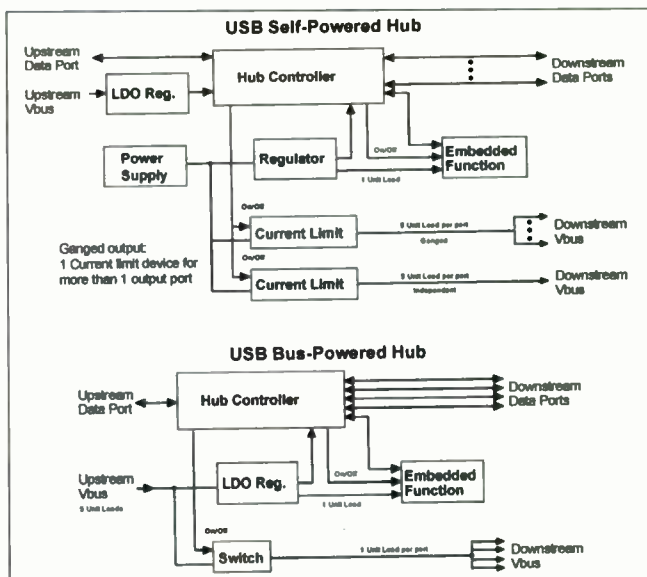 USB Self-Powered Hub
Upstream
Data Port
Hub Controller
Downstream
Data Ports
Upstream
Vbus
LDO Reg.
Power
Supply
Regulator
On/Off
1 Unit Load
Embedded
Function
On/Off
Current Limit
5 Unit Load per port
Ganged
Downstream
Vbus
Ganged output:
1 Current limit device for
more than 1 output port
On/Off
Current Limit
5 Unit Load per port
Independent
Downstream
Vbus
USB Bus-Powered Hub
Upstream
Data Port
Hub Controller
Downstream
Data Ports
Upstream
Vbus
5 Unit Loads
LDO Reg.
On/Off
1 Unit Load
Embedded
Function
On/Off
Switch
1 Unit Load per port
Downstream
Vbus